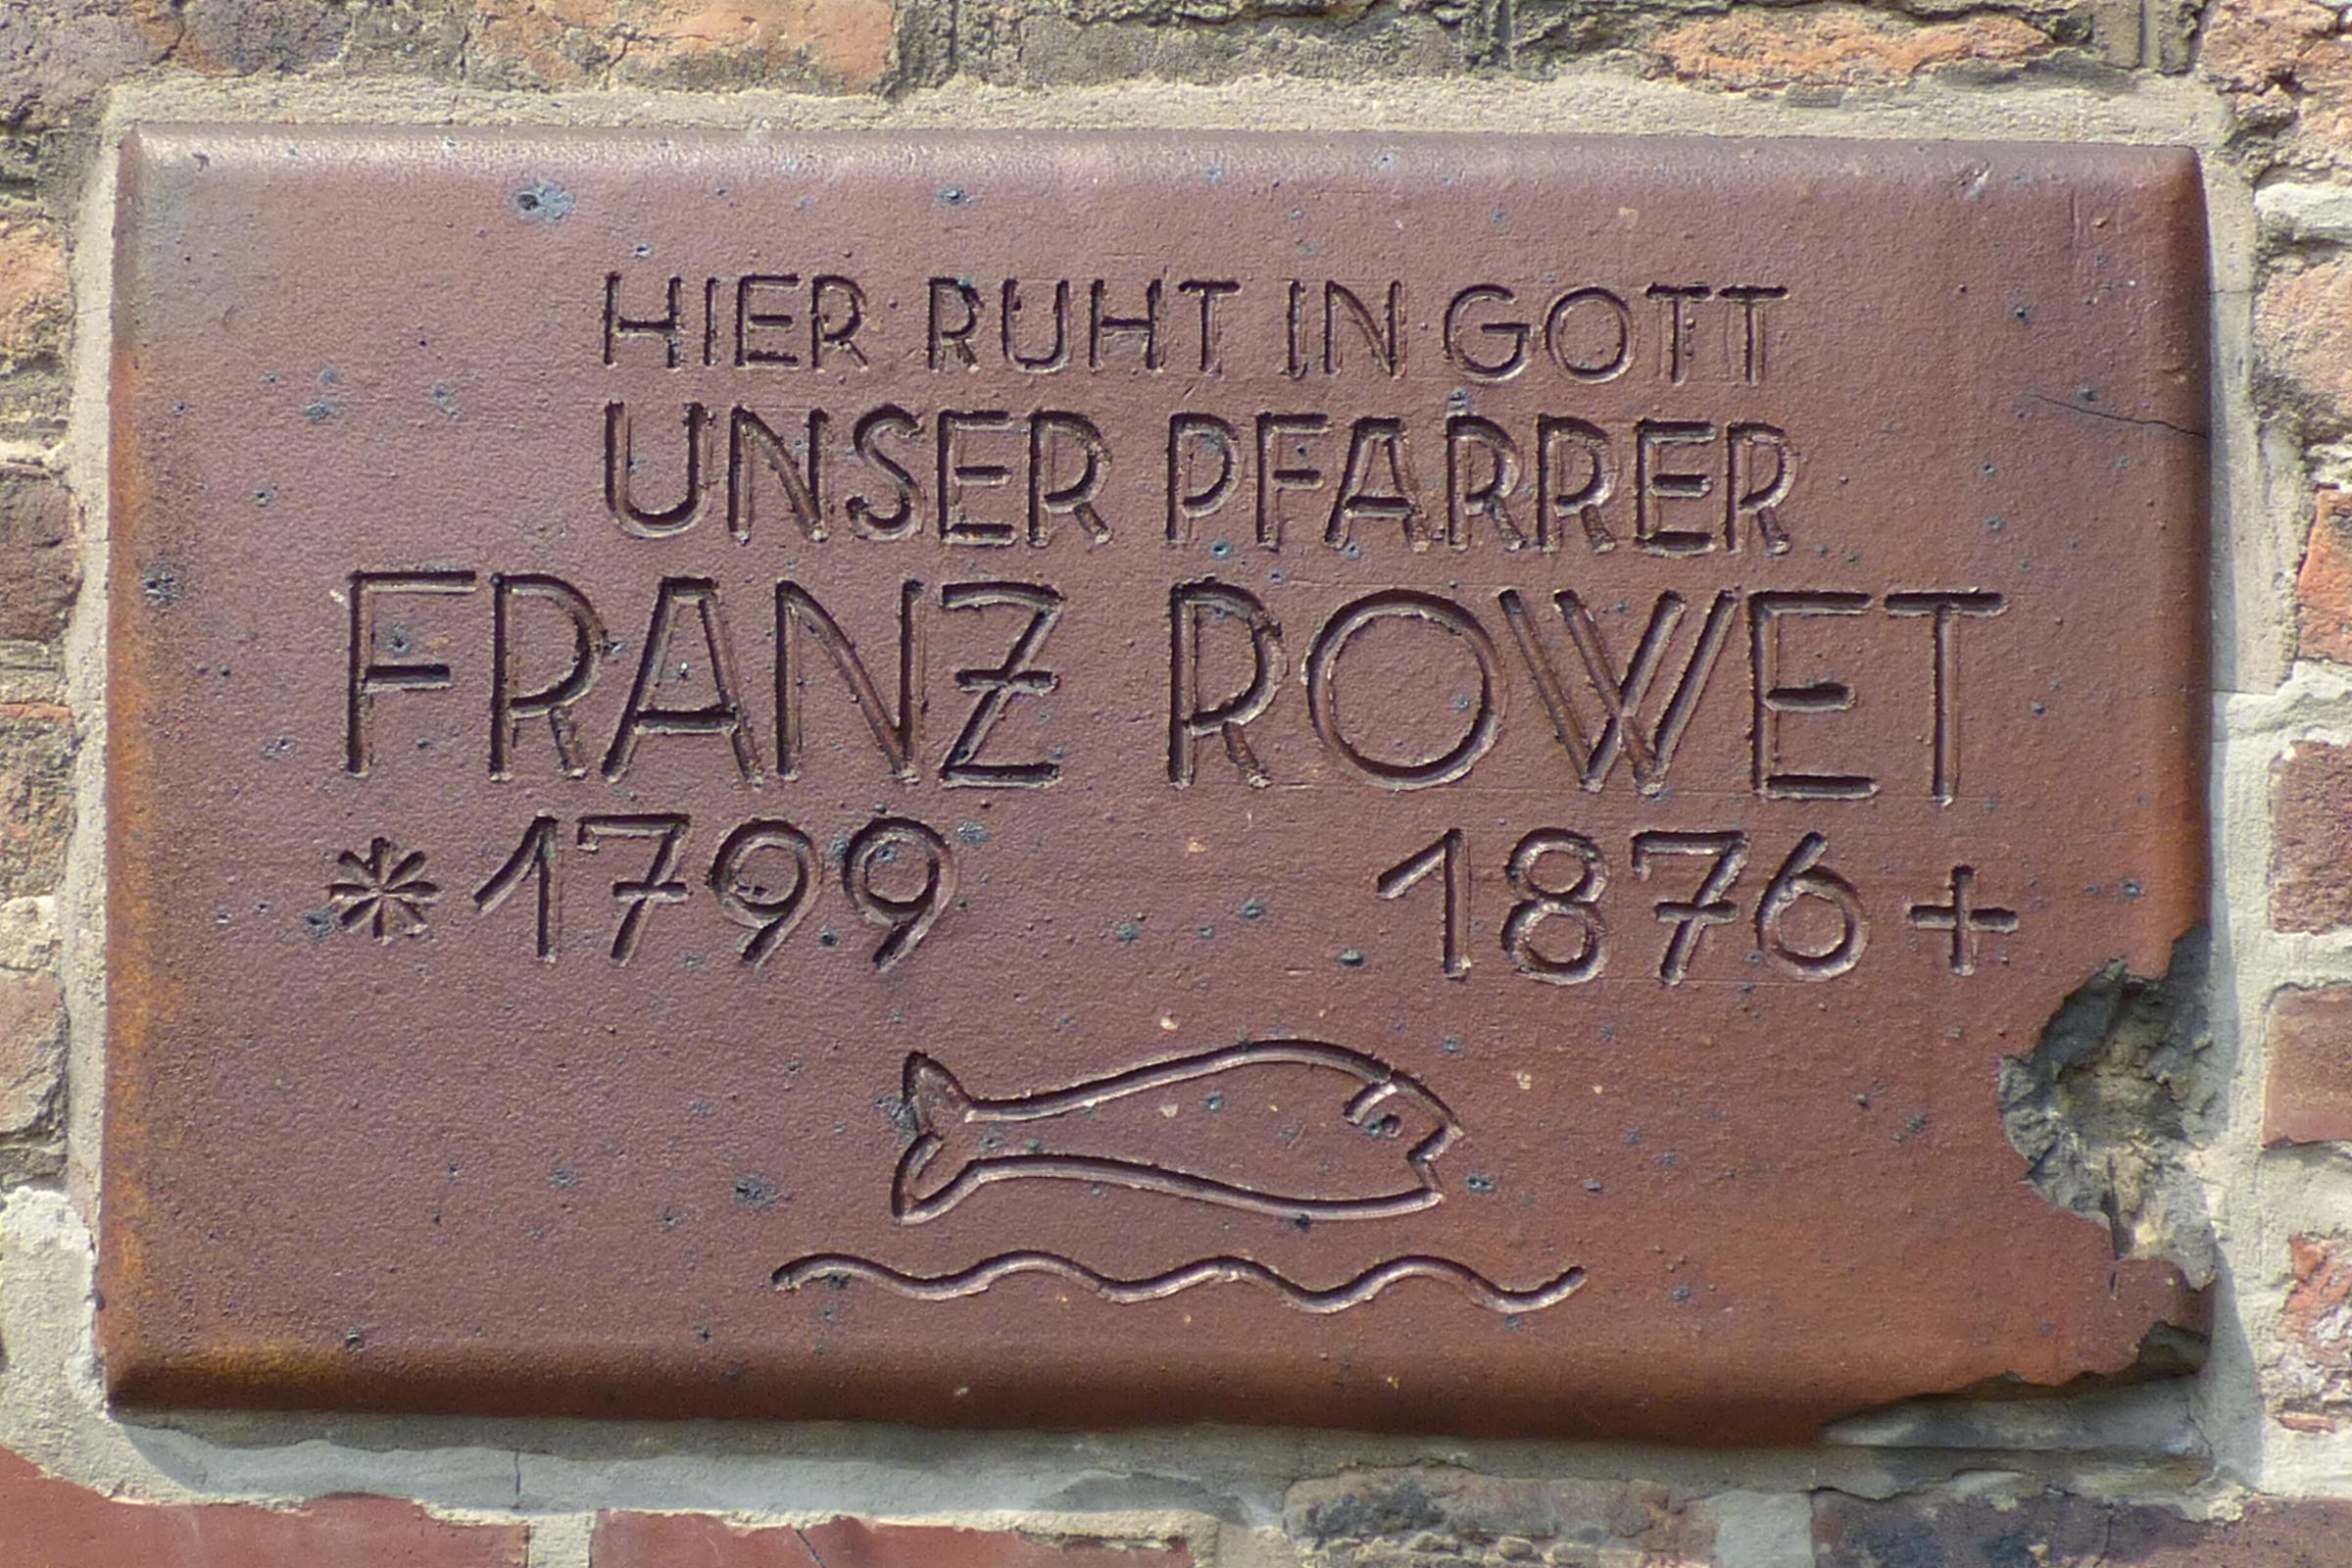 HIER RUHT IN GOTT
UNSER PFARRER
FRANZ ROWET
* 1799 1876 +